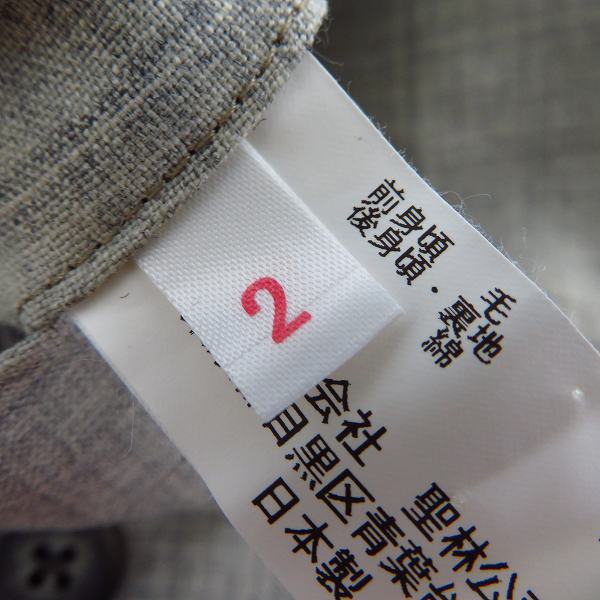 前身頃 毛
後身頃・裏地 綿
2
会社 聖林公
目黒区青葉台
日本製